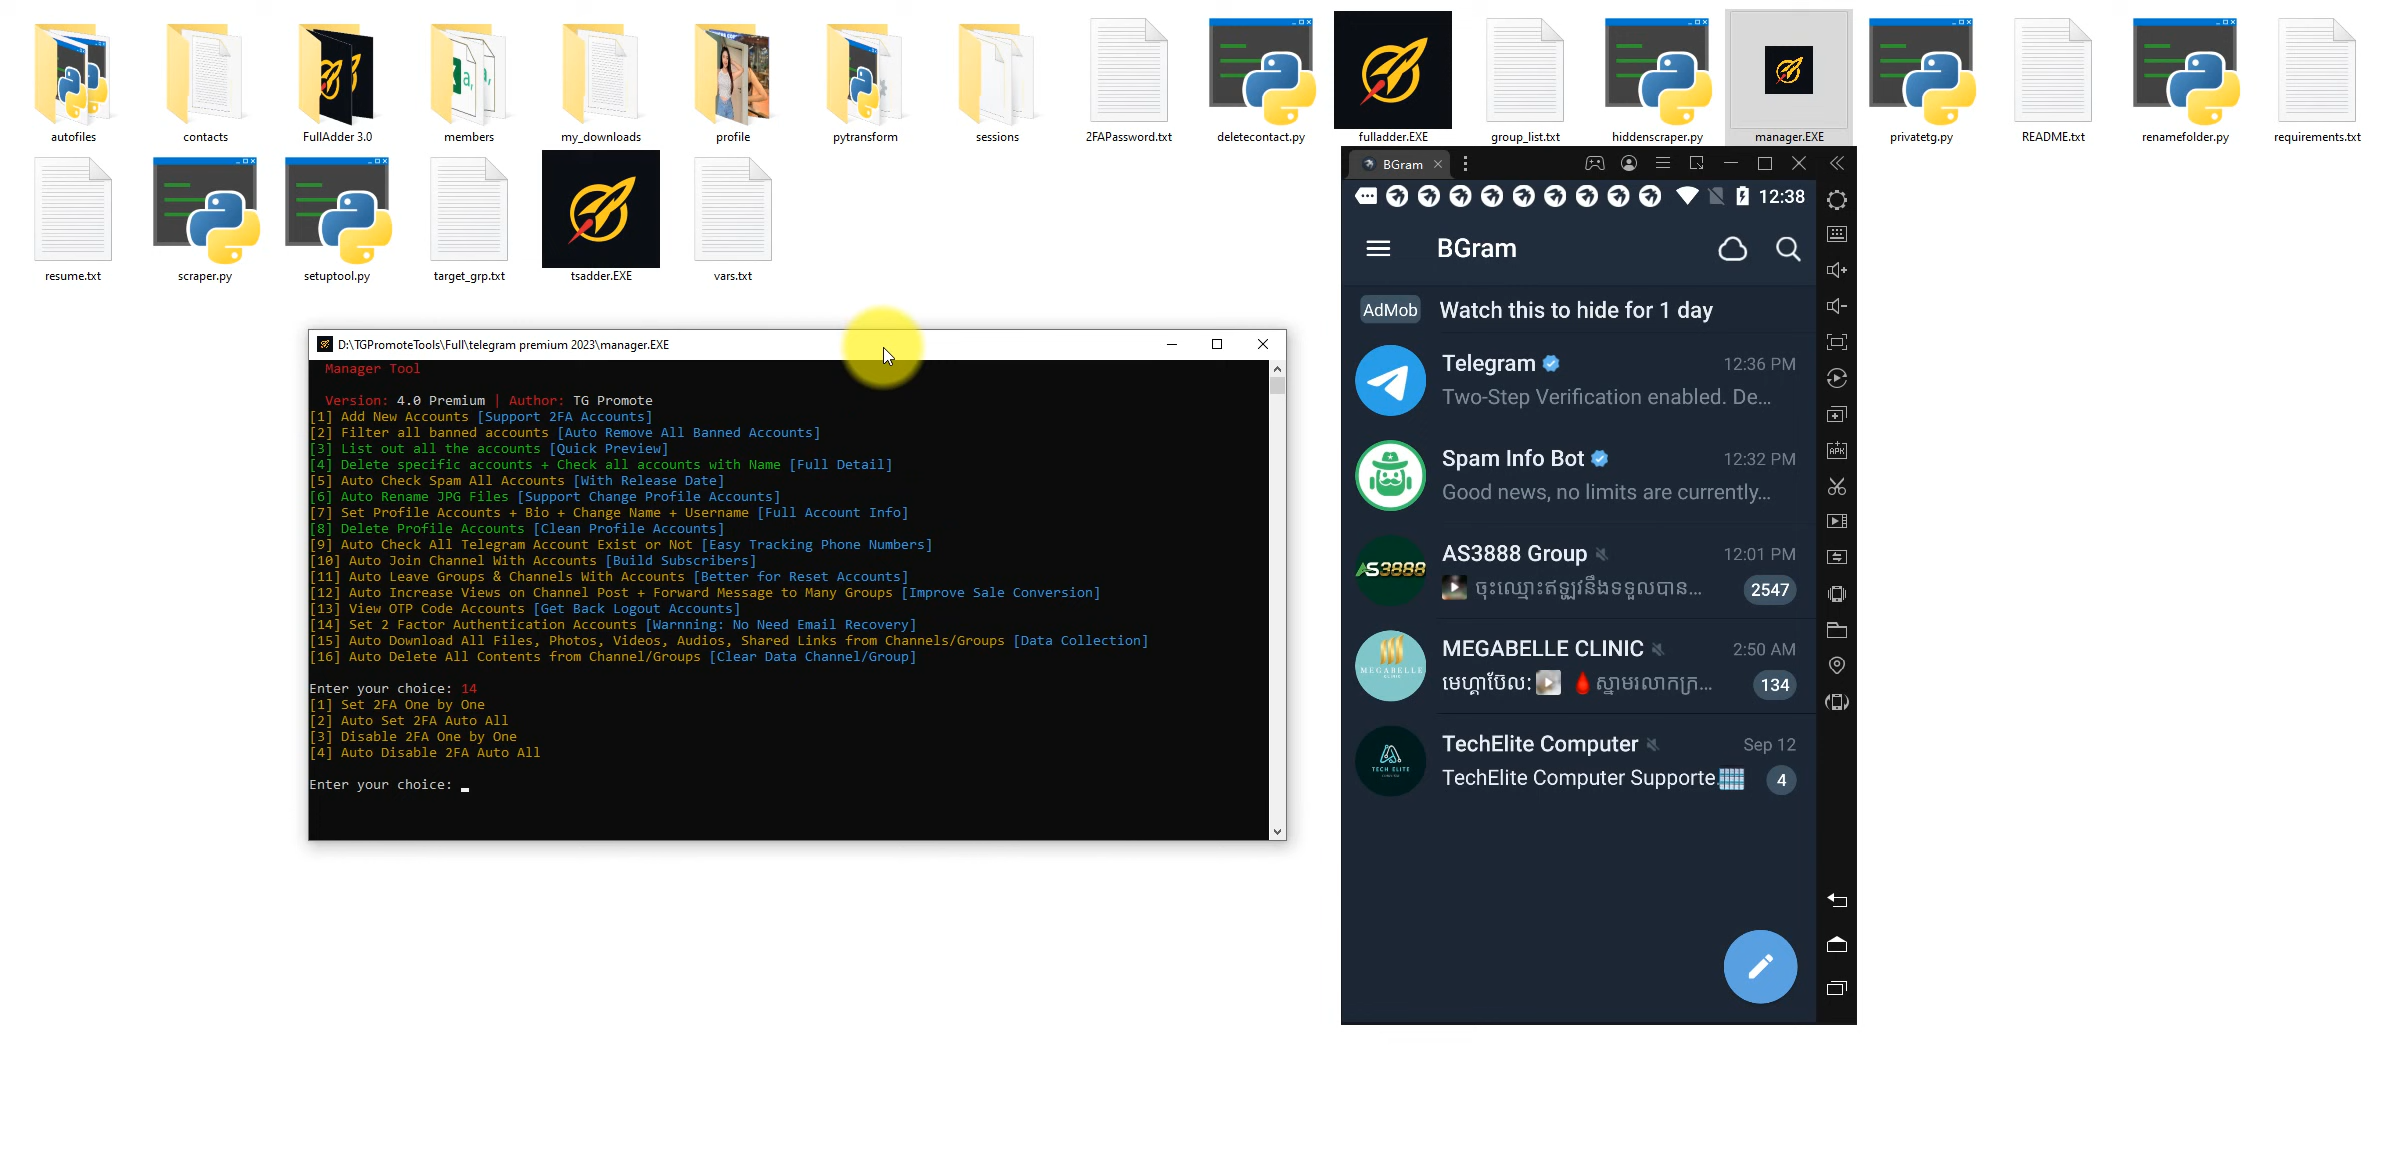 autofiles
contacts
FullAdder 3.0
members
my_downloads
profile
pytransform
sessions
2FAPassword.txt
deletecontact.py
fulladder.EXE
group_list.txt
hiddenscraper.py
manager.EXE
privatetg.py
README.txt
renamefolder.py
requirements.txt
resume.txt
scraper.py
setuptool.py
target_grp.txt
tsadder.EXE
vars.txt
D:\TGPromoteTools\Full\telegram premium 2023\manager.EXE
Manager Tool
Version: 4.0 Premium | Author: TG Promote
[1] Add New Accounts [Support 2FA Accounts]
[2] Filter all banned accounts [Auto Remove All Banned Accounts]
[3] List out all the accounts [Quick Preview]
[4] Delete specific accounts + Check all accounts with Name [Full Detail]
[5] Auto Check Spam All Accounts [With Release Date]
[6] Auto Rename JPG Files [Support Change Profile Accounts]
[7] Set Profile Accounts + Bio + Change Name + Username [Full Account Info]
[8] Delete Profile Accounts [Clean Profile Accounts]
[9] Auto Check All Telegram Account Exist or Not [Easy Tracking Phone Numbers]
[10] Auto Join Channel With Accounts [Build Subscribers]
[11] Auto Leave Groups & Channels With Accounts [Better for Reset Accounts]
[12] Auto Increase Views on Channel Post + Forward Message to Many Groups [Improve Sale Conversion]
[13] View OTP Code Accounts [Get Back Logout Accounts]
[14] Set 2 Factor Authentication Accounts [Warnning: No Need Email Recovery]
[15] Auto Download All Files, Photos, Videos, Audios, Shared Links from Channels/Groups [Data Collection]
[16] Auto Delete All Contents from Channel/Groups [Clear Data Channel/Group]
Enter your choice: 14
[1] Set 2FA One by One
[2] Auto Set 2FA Auto All
[3] Disable 2FA One by One
[4] Auto Disable 2FA Auto All
Enter your choice:
BGram
12:38
BGram
AdMob Watch this to hide for 1 day
Telegram 12:36 PM
Two-Step Verification enabled. De...
Spam Info Bot 12:32 PM
Good news, no limits are currently...
AS3888 AS3888 Group 12:01 PM
ចុះឈ្មោះឥឡូវនឹងទទួលបាន... 2547
MEGABELLE CLINIC 2:50 AM
MEGABELLE
CLINIC
មេហ្គាប៊ែល: ស្នាមរលាកក្រ... 134
TechElite Computer Sep 12
TECH ELITE
TechElite Computer Supporte 4
APK